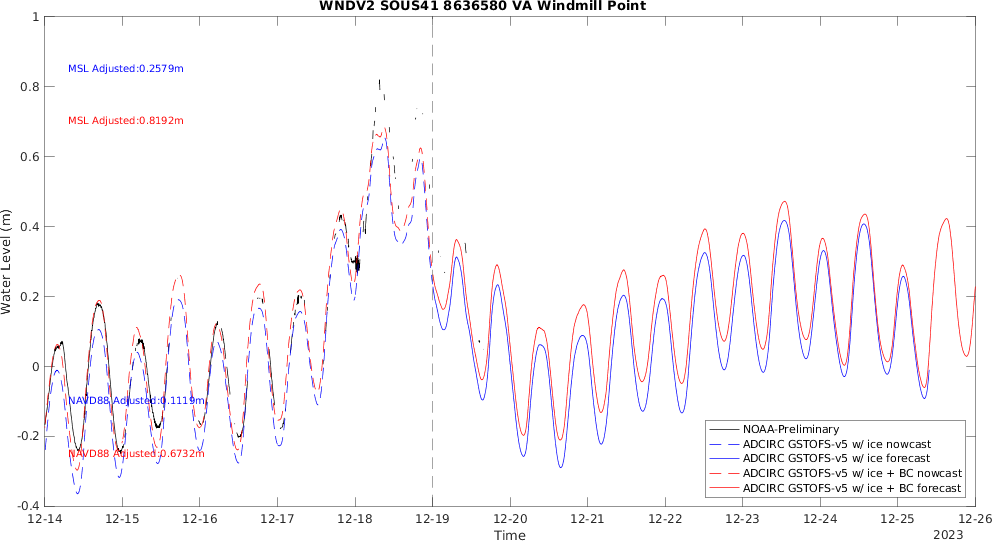 WNDV2 SOUS41 8636580 VA Windmill Point
1
0.8
0.6
0.4
0.2
0
-0.2
-0.4
Water Level (m)
MSL Adjusted:0.2579m
MSL Adjusted:0.8192m
NAVD88 Adjusted:0.1119m
NAVD88 Adjusted:0.6732m
NOAA-Preliminary
ADCIRC GSTOFS-v5 w/ ice nowcast
ADCIRC GSTOFS-v5 w/ ice forecast
ADCIRC GSTOFS-v5 w/ ice + BC nowcast
ADCIRC GSTOFS-v5 w/ ice + BC forecast
12-14 12-15 12-16 12-17 12-18 12-19 12-20 12-21 12-22 12-23 12-24 12-25 12-26
Time
2023